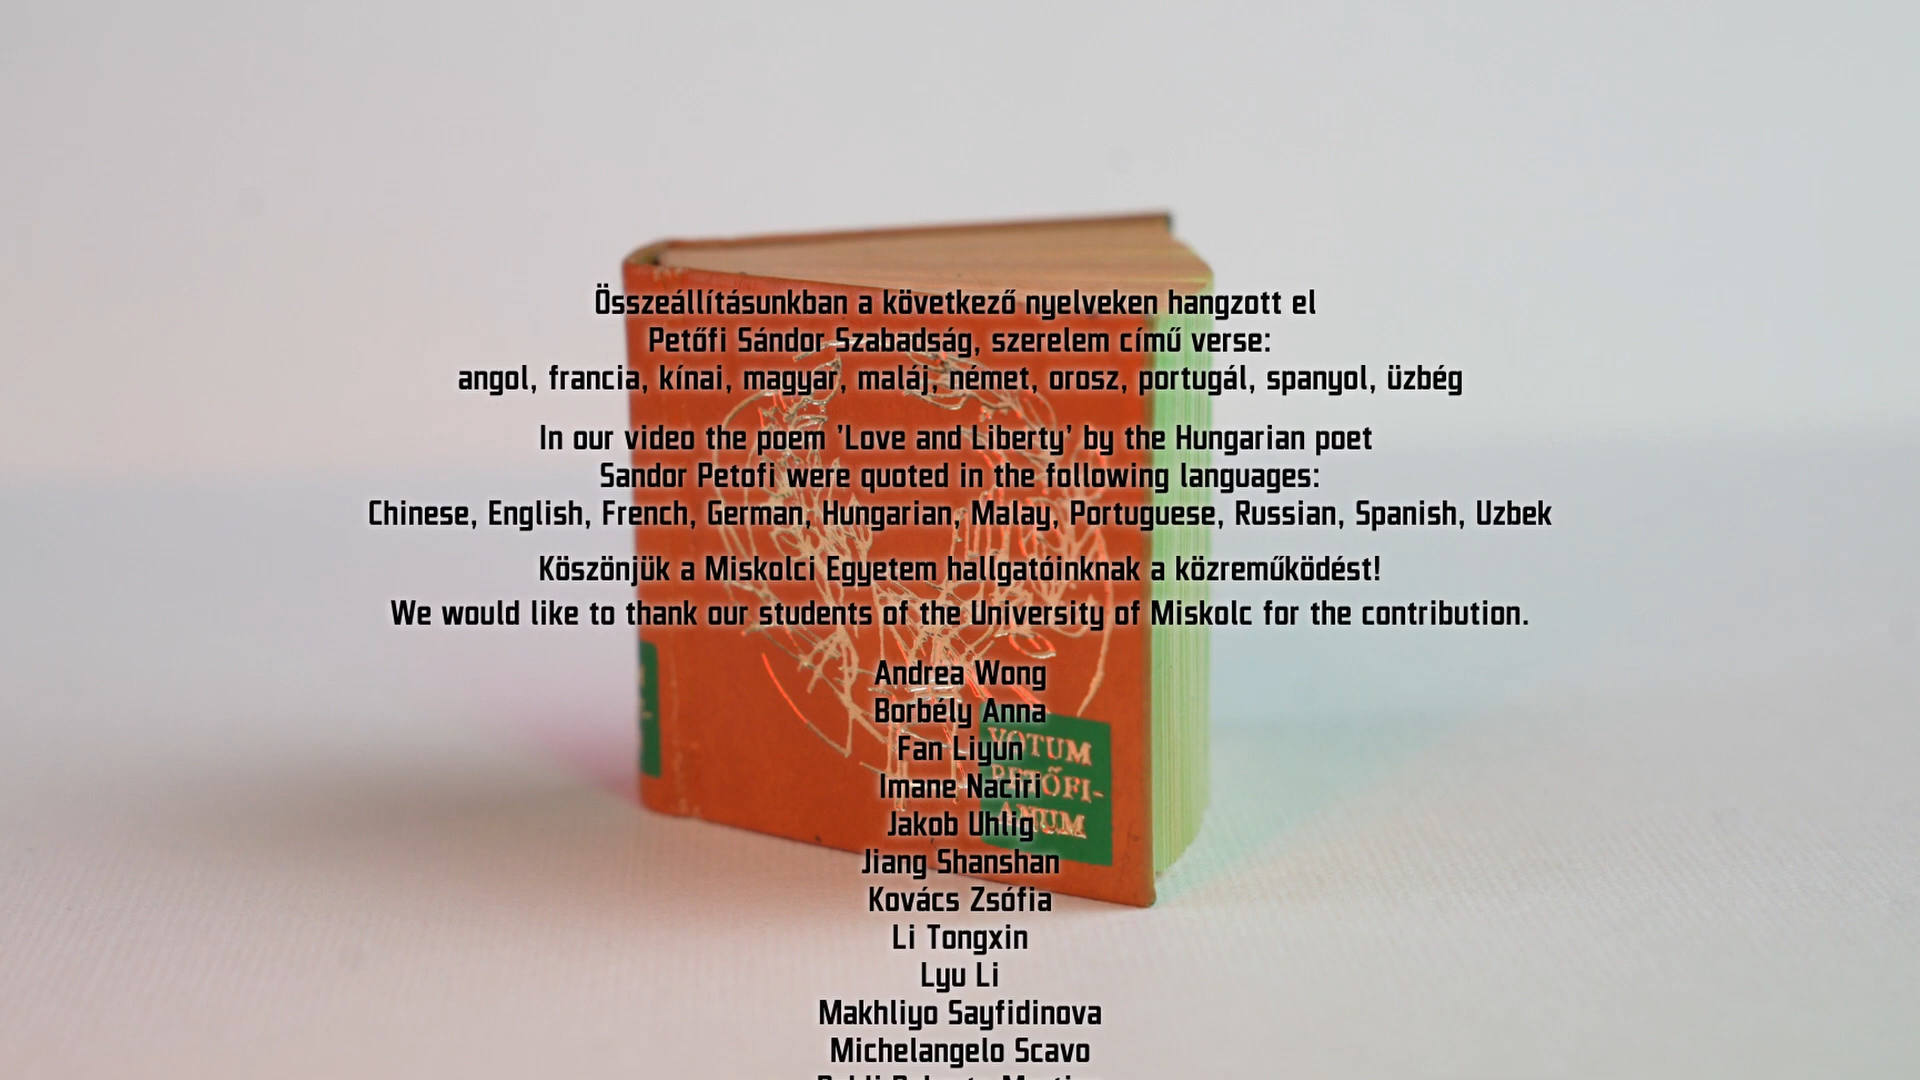 Összeállításunkban a következő nyelveken hangzott el
Petőfi Sándor Szabadság, szerelem című verse:
angol, francia, kínai, magyar, maláj, német, orosz, portugál, spanyol, üzbég
In our video the poem 'Love and Liberty' by the Hungarian poet
Sandor Petofi were quoted in the following languages:
Chinese, English, French, German, Hungarian, Malay, Portuguese, Russian, Spanish, Uzbek
Köszönjük a Miskolci Egyetem hallgatóinknak a közreműködést!
We would like to thank our students of the University of Miskolc for the contribution.
Andrea Wong
Borbély Anna
Fan Liyun
Imane Naciri
Jakob Uhlig
Jiang Shanshan
Kovács Zsófia
Li Tongxin
Lyu Li
Makhliyo Sayfidinova
Michelangelo Scavo
VOTUM
PETŐFI-
ANUM